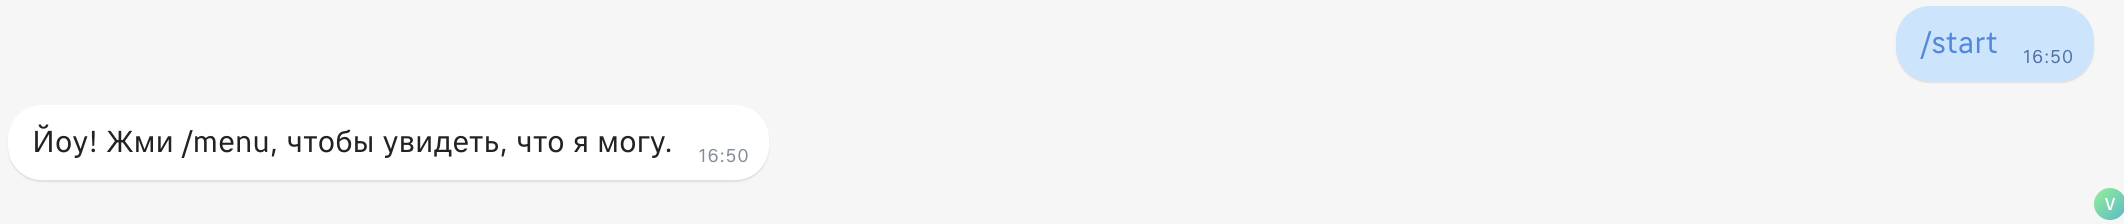 /start 16:50
Йоу! Жми /menu, чтобы увидеть, что я могу. 16:50
V